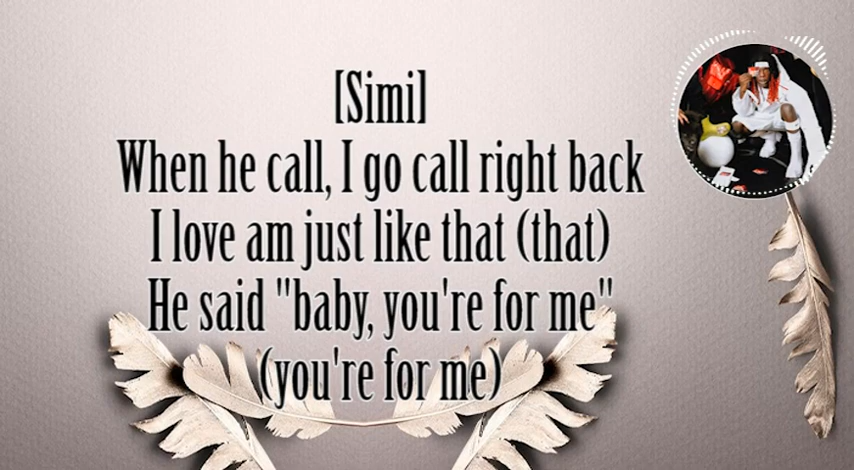 [Simi]
When he call, I go call right back
I love am just like that (that)
He said "baby, you're for me"
(you're for me)